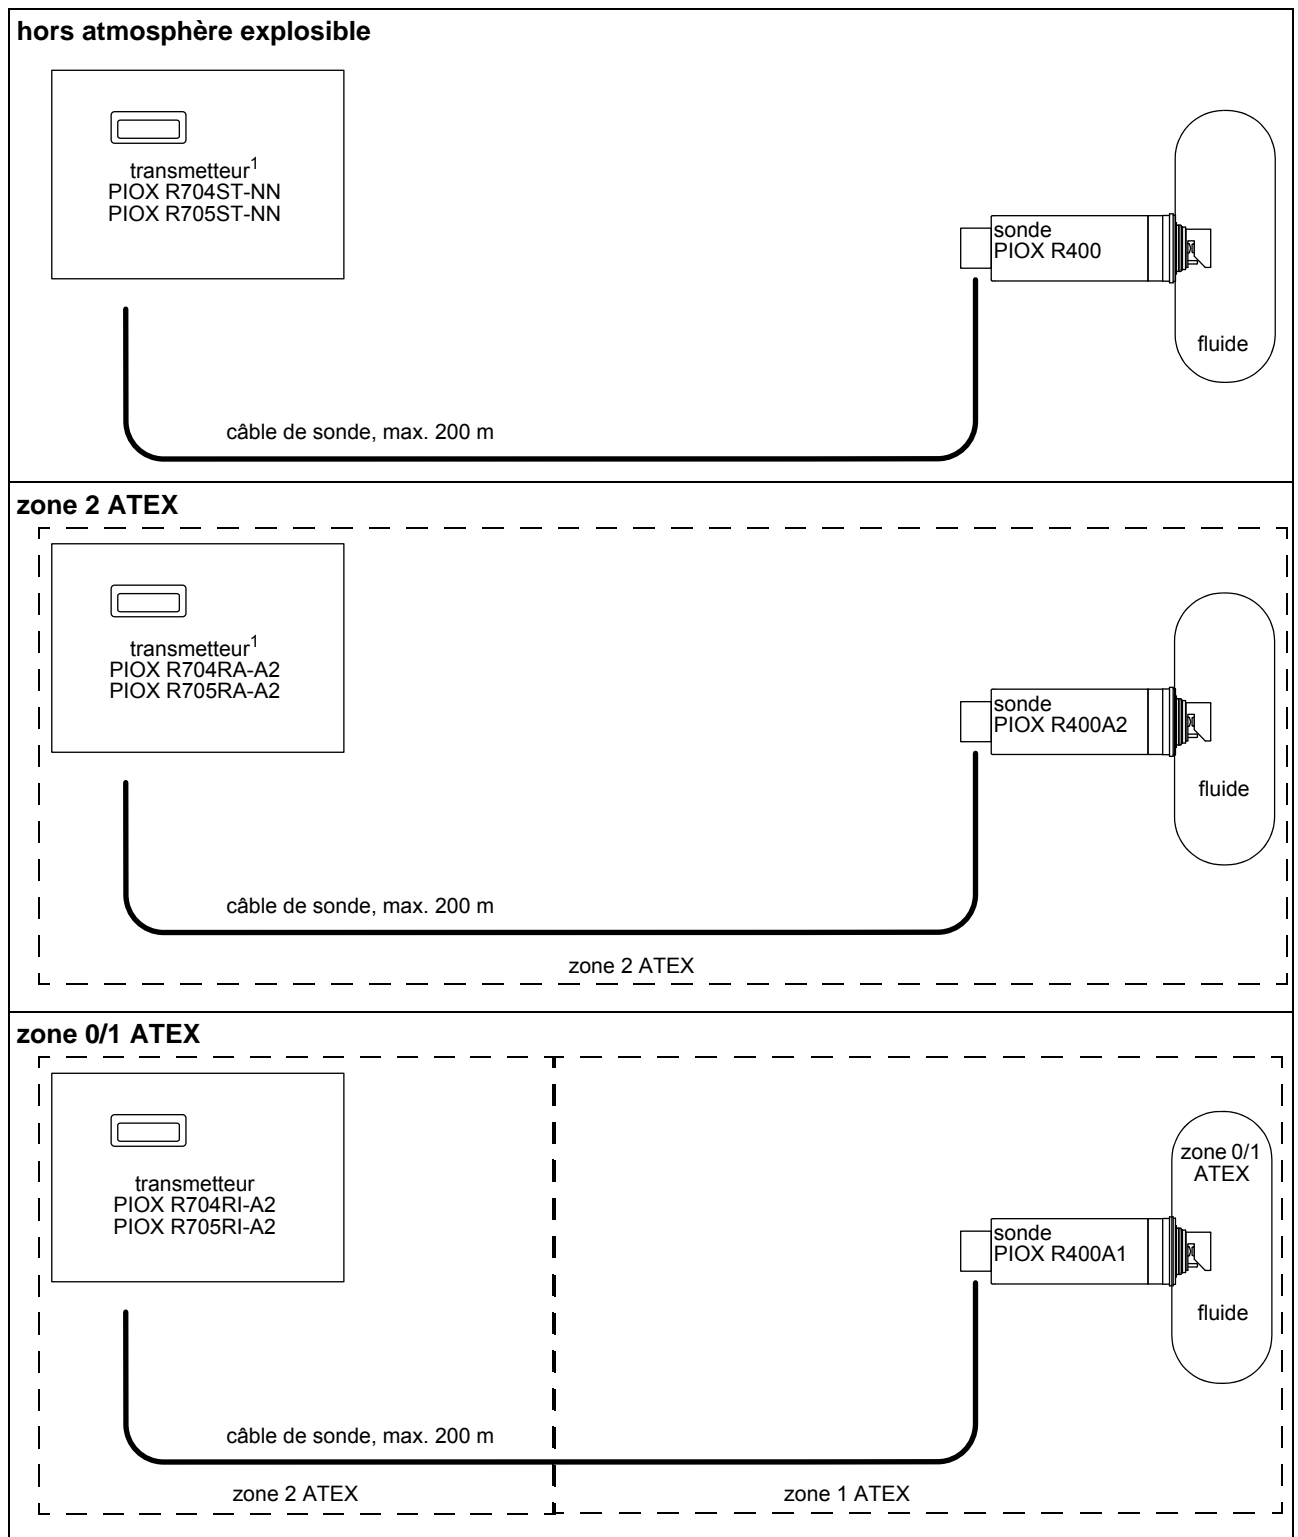 hors atmosphère explosible
transmetteur1
PIOX R704ST-NN
PIOX R705ST-NN
sonde
PIOX R400
fluide
câble de sonde, max. 200 m
zone 2 ATEX
transmetteur1
PIOX R704RA-A2
PIOX R705RA-A2
sonde
PIOX R400A2
fluide
câble de sonde, max. 200 m
zone 2 ATEX
zone 0/1 ATEX
zone 0/1
ATEX
transmetteur
PIOX R704RI-A2
PIOX R705RI-A2
sonde
PIOX R400A1
fluide
câble de sonde, max. 200 m
zone 2 ATEX
zone 1 ATEX